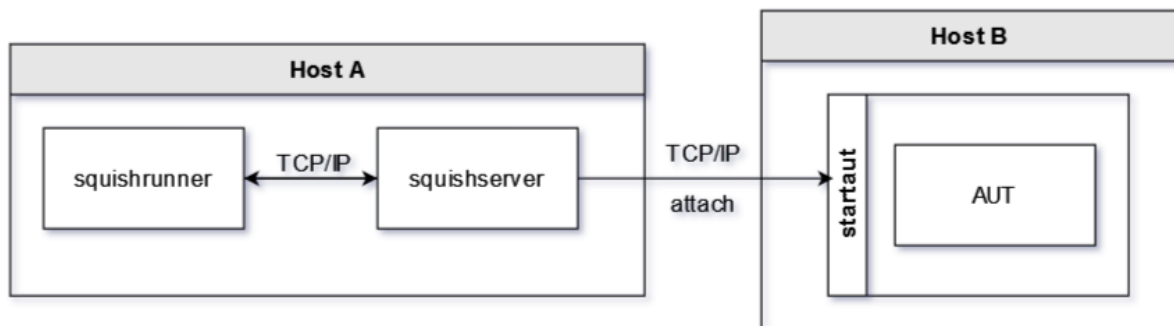 Host A
squishrunner
TCP/IP
squishserver
TCP/IP
attach
Host B
startaut
AUT